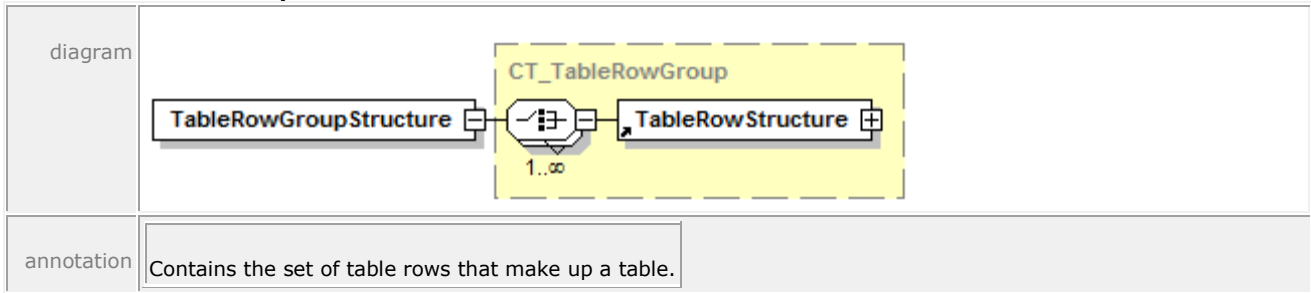 diagram
CT_TableRowGroup
TableRowGroupStructure
TableRowStructure
1..∞
annotation
Contains the set of table rows that make up a table.